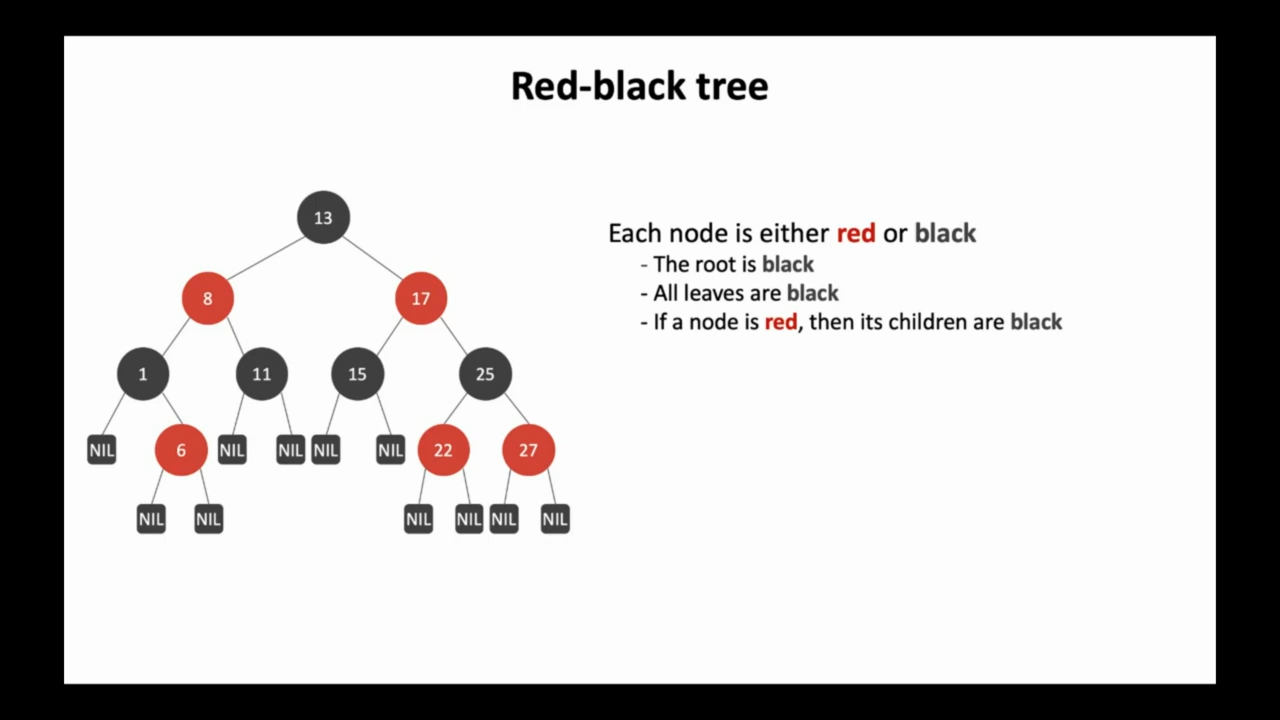 Red-black tree
13
8
17
1
11
15
25
NIL
6
NIL
NIL
NIL
NIL
22
27
NIL
NIL
NIL
NIL
NIL
NIL
Each node is either red or black
- The root is black
- All leaves are black
- If a node is red, then its children are black